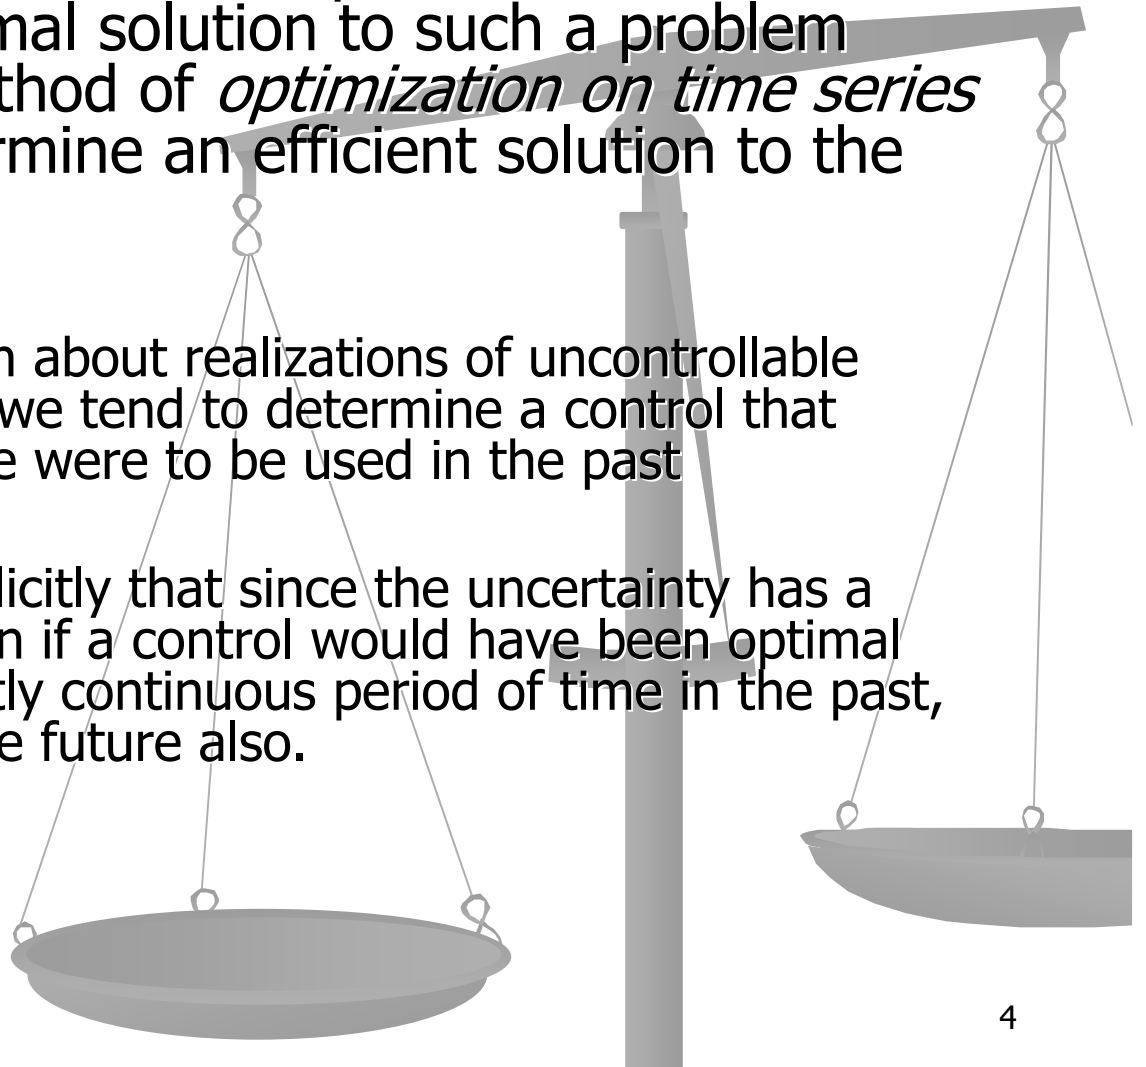 mal solution to such a problem
thod of optimization on time series
rmine an efficient solution to the
n about realizations of uncontrollable
we tend to determine a control that
e were to be used in the past
licitly that since the uncertainty has a
n if a control would have been optimal
tly continuous period of time in the past,
e future also.
4